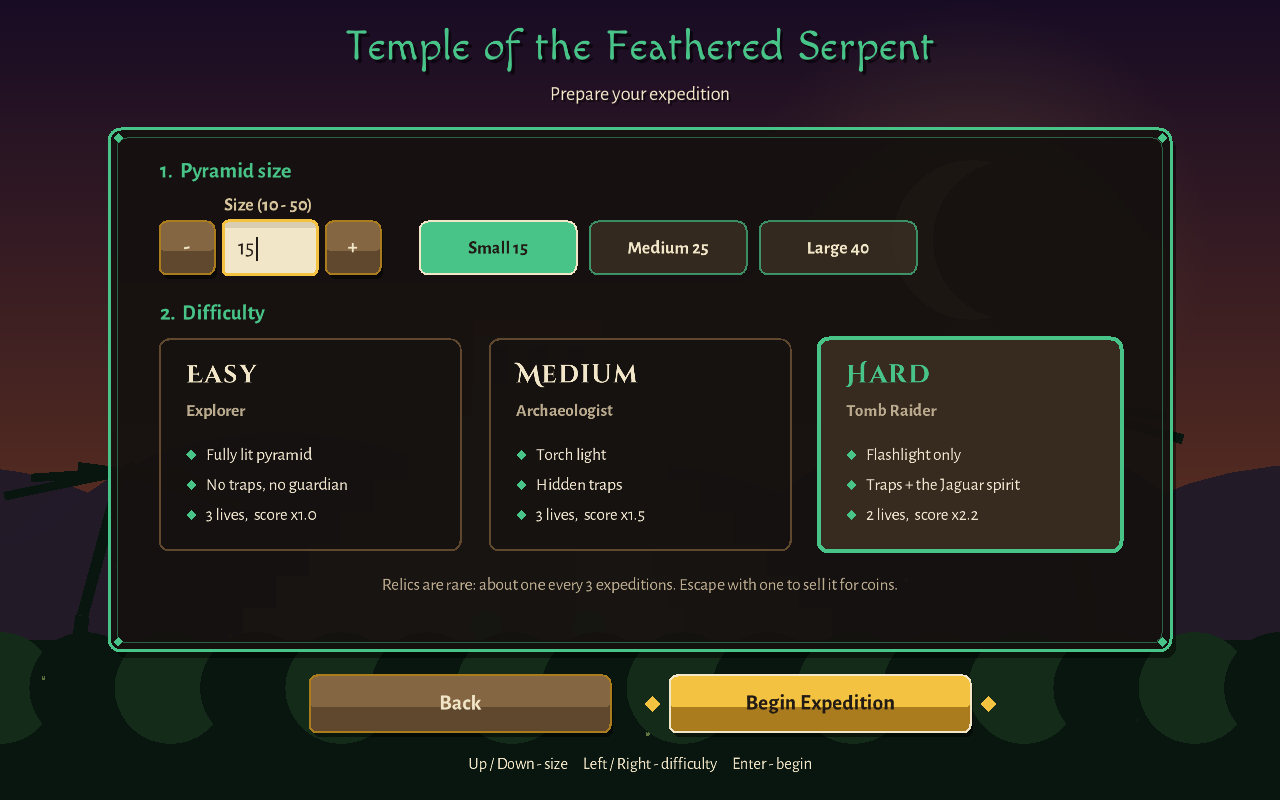 Temple of the Feathered Serpent
Prepare your expedition
1. Pyramid size
Size (10 - 50)
- 15 + Small 15 Medium 25 Large 40
2. Difficulty
Easy
Explorer
Fully lit pyramid
No traps, no guardian
3 lives, score x1.0
Medium
Archaeologist
Torch light
Hidden traps
3 lives, score x1.5
Hard
Tomb Raider
Flashlight only
Traps + the Jaguar spirit
2 lives, score x2.2
Relics are rare: about one every 3 expeditions. Escape with one to sell it for coins.
Back Begin Expedition
Up / Down - size Left / Right - difficulty Enter - begin